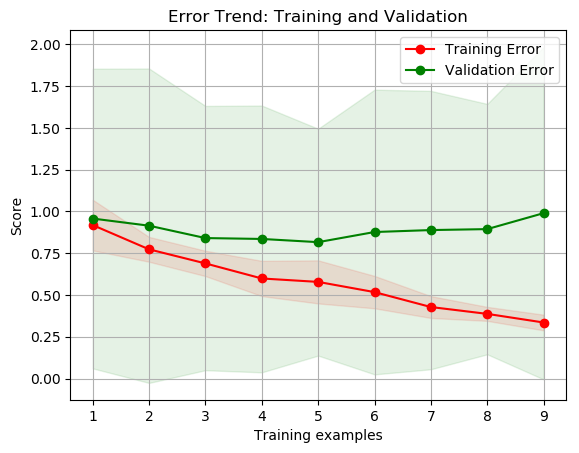 Error Trend: Training and Validation
Training Error
Validation Error
2.00
1.75
1.50
1.25
1.00
0.75
0.50
0.25
0.00
Score
1 2 3 4 5 6 7 8 9
Training examples